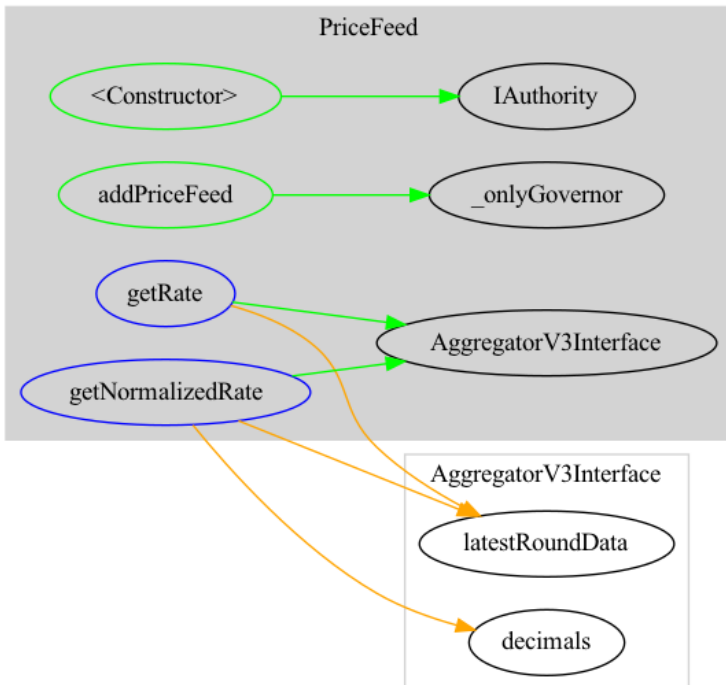 PriceFeed
<Constructor>
IAuthority
addPriceFeed
_onlyGovernor
getRate
AggregatorV3Interface
getNormalizedRate
AggregatorV3Interface
latestRoundData
decimals